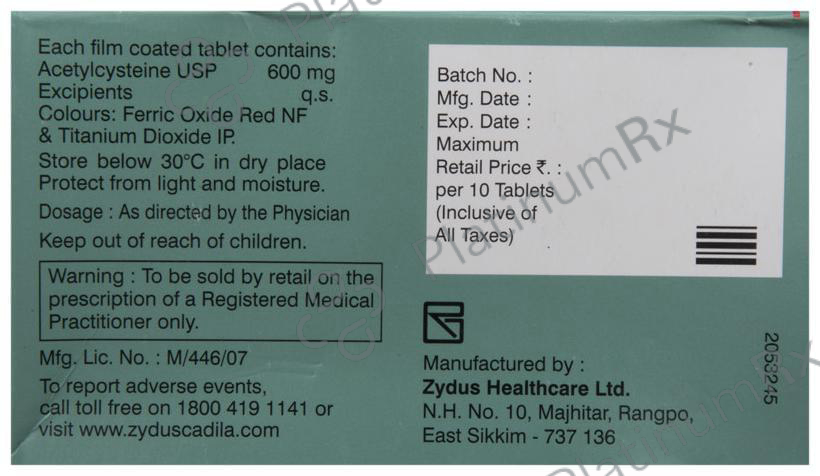 Each film coated tablet contains:
Acetylcysteine USP 600 mg
Excipients q.s.
Colours: Ferric Oxide Red NF
& Titanium Dioxide IP.
Store below 30°C in dry place
Protect from light and moisture.
Dosage : As directed by the Physician
Keep out of reach of children.
Warning : To be sold by retail on the
prescription of a Registered Medical
Practitioner only.
Mfg. Lic. No. : M/446/07
To report adverse events,
call toll free on 1800 419 1141 or
visit www.zyduscadila.com
Batch No. :
Mfg. Date :
Exp. Date :
Maximum
Retail Price ₹. :
per 10 Tablets
(Inclusive of
All Taxes)
Manufactured by :
Zydus Healthcare Ltd.
N.H. No. 10, Majhitar, Rangpo,
East Sikkim - 737 136
2053245
PlatinumRx
PlatinumRx